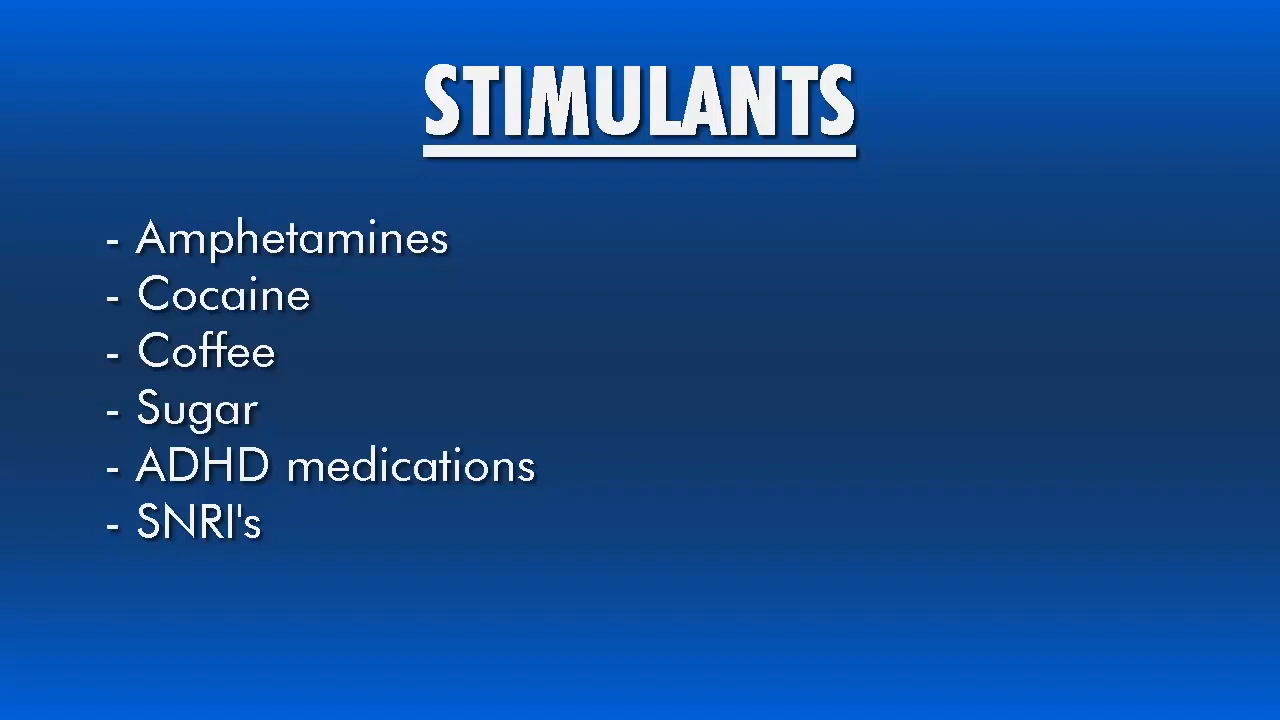 STIMULANTS
- Amphetamines
- Cocaine
- Coffee
- Sugar
- ADHD medications
- SNRI's